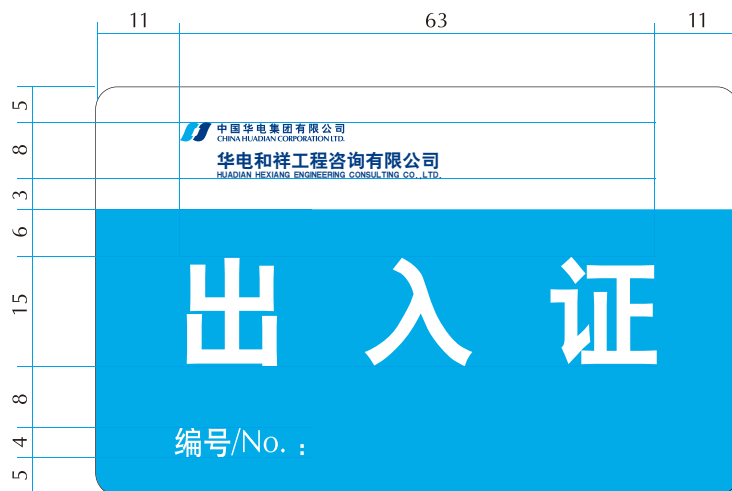 11 63 11
5
中国华电集团有限公司
CHINA HUADIAN CORPORATION LTD.
8
华电和祥工程咨询有限公司
HUADIAN HEXIANG ENGINEERING CONSULTING CO.,LTD.
3
6
15
出入证
8
4
编号/No.：
5